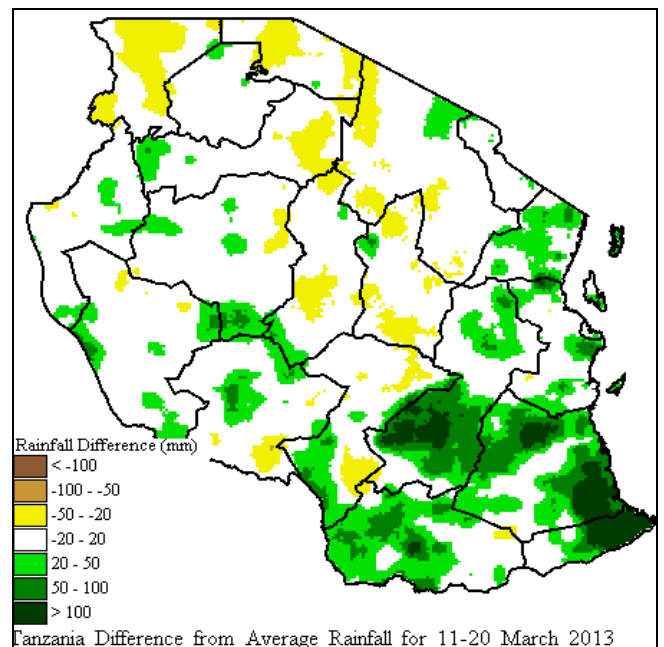 Rainfall Difference (mm)
< -100
-100 - -50
-50 - -20
-20 - 20
20 - 50
50 - 100
> 100
Tanzania Difference from Average Rainfall for 11-20 March 2013